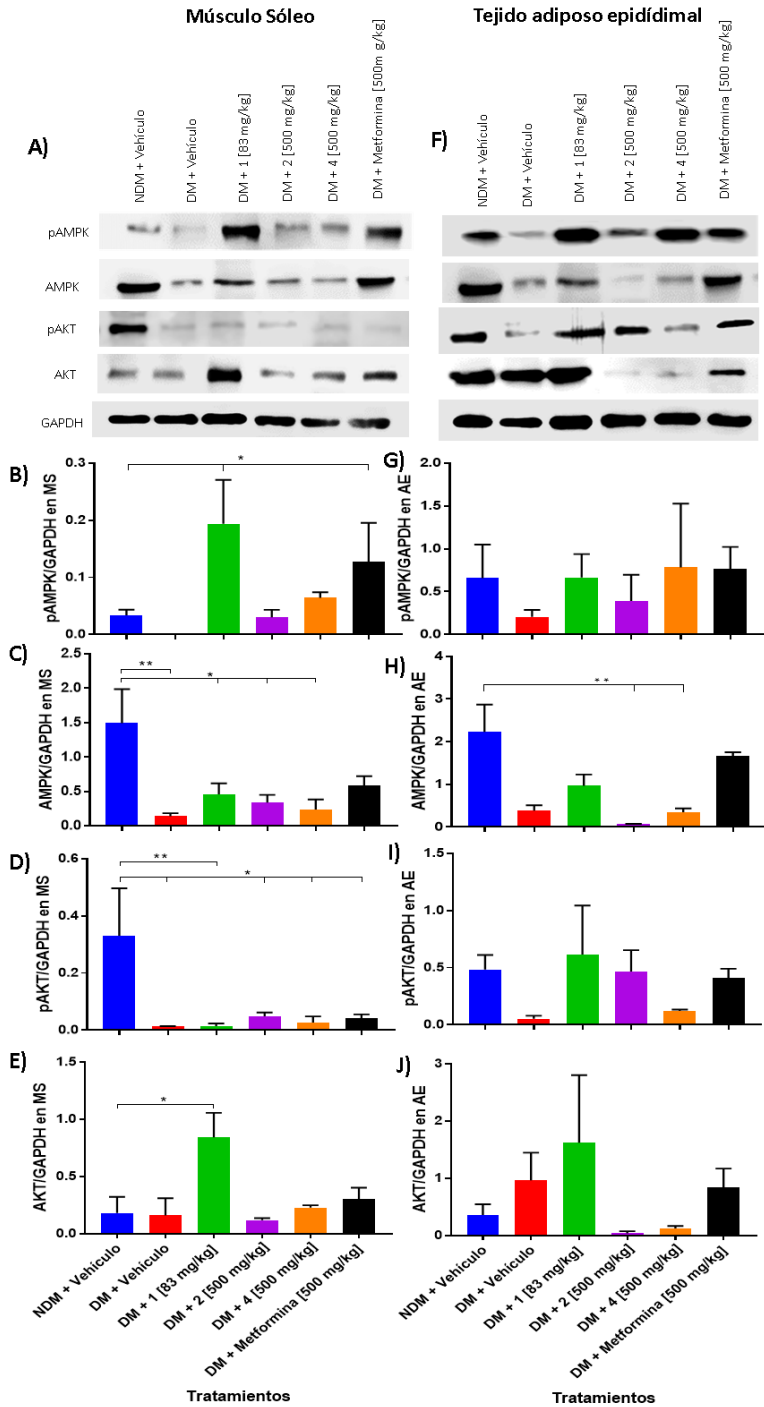 Músculo Sóleo
Tejido adiposo epidídimal
A)
NDM + Vehículo
DM + Vehículo
DM + 1 [83 mg/kg]
DM + 2 [500 mg/kg]
DM + 4 [500 mg/kg]
DM + Metformina [500m g/kg]
F)
NDM + Vehículo
DM + Vehículo
DM + 1 [83 mg/kg]
DM + 2 [500 mg/kg]
DM + 4 [500 mg/kg]
DM + Metformina [500 mg/kg]
pAMPK
AMPK
pAKT
AKT
GAPDH
B)
pAMPK/GAPDH en MS
0.3
0.2
0.1
0.0
*
G)
pAMPK/GAPDH en AE
2.0
1.5
1.0
0.5
0.0
C)
AMPK/GAPDH en MS
2.5
2.0
1.5
1.0
0.5
0.0
**
*
H)
AMPK/GAPDH en AE
4
3
2
1
0
**
D)
pAKT/GAPDH en MS
0.6
0.4
0.2
0.0
**
*
I)
pAKT/GAPDH en AE
1.5
1.0
0.5
0.0
E)
AKT/GAPDH en MS
1.5
1.0
0.5
0.0
*
NDM + Vehículo
DM + Vehículo
DM + 1 [83 mg/kg]
DM + 2 [500 mg/kg]
DM + 4 [500 mg/kg]
DM + Metformina [500 mg/kg]
Tratamientos
J)
AKT/GAPDH en AE
3
2
1
0
NDM + Vehículo
DM + Vehículo
DM + 1 [83 mg/kg]
DM + 2 [500 mg/kg]
DM + 4 [500 mg/kg]
DM + Metformina [500 mg/kg]
Tratamientos